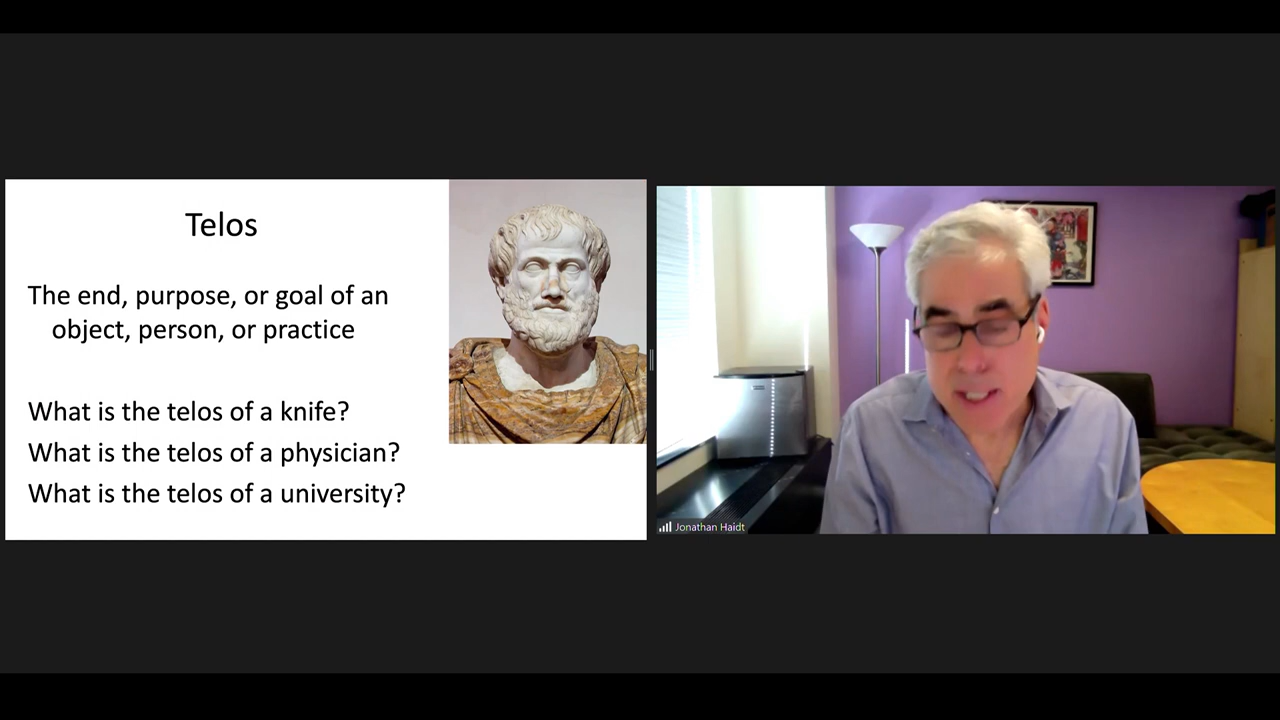 Telos
The end, purpose, or goal of an
object, person, or practice
What is the telos of a knife?
What is the telos of a physician?
What is the telos of a university?
Jonathan Haidt